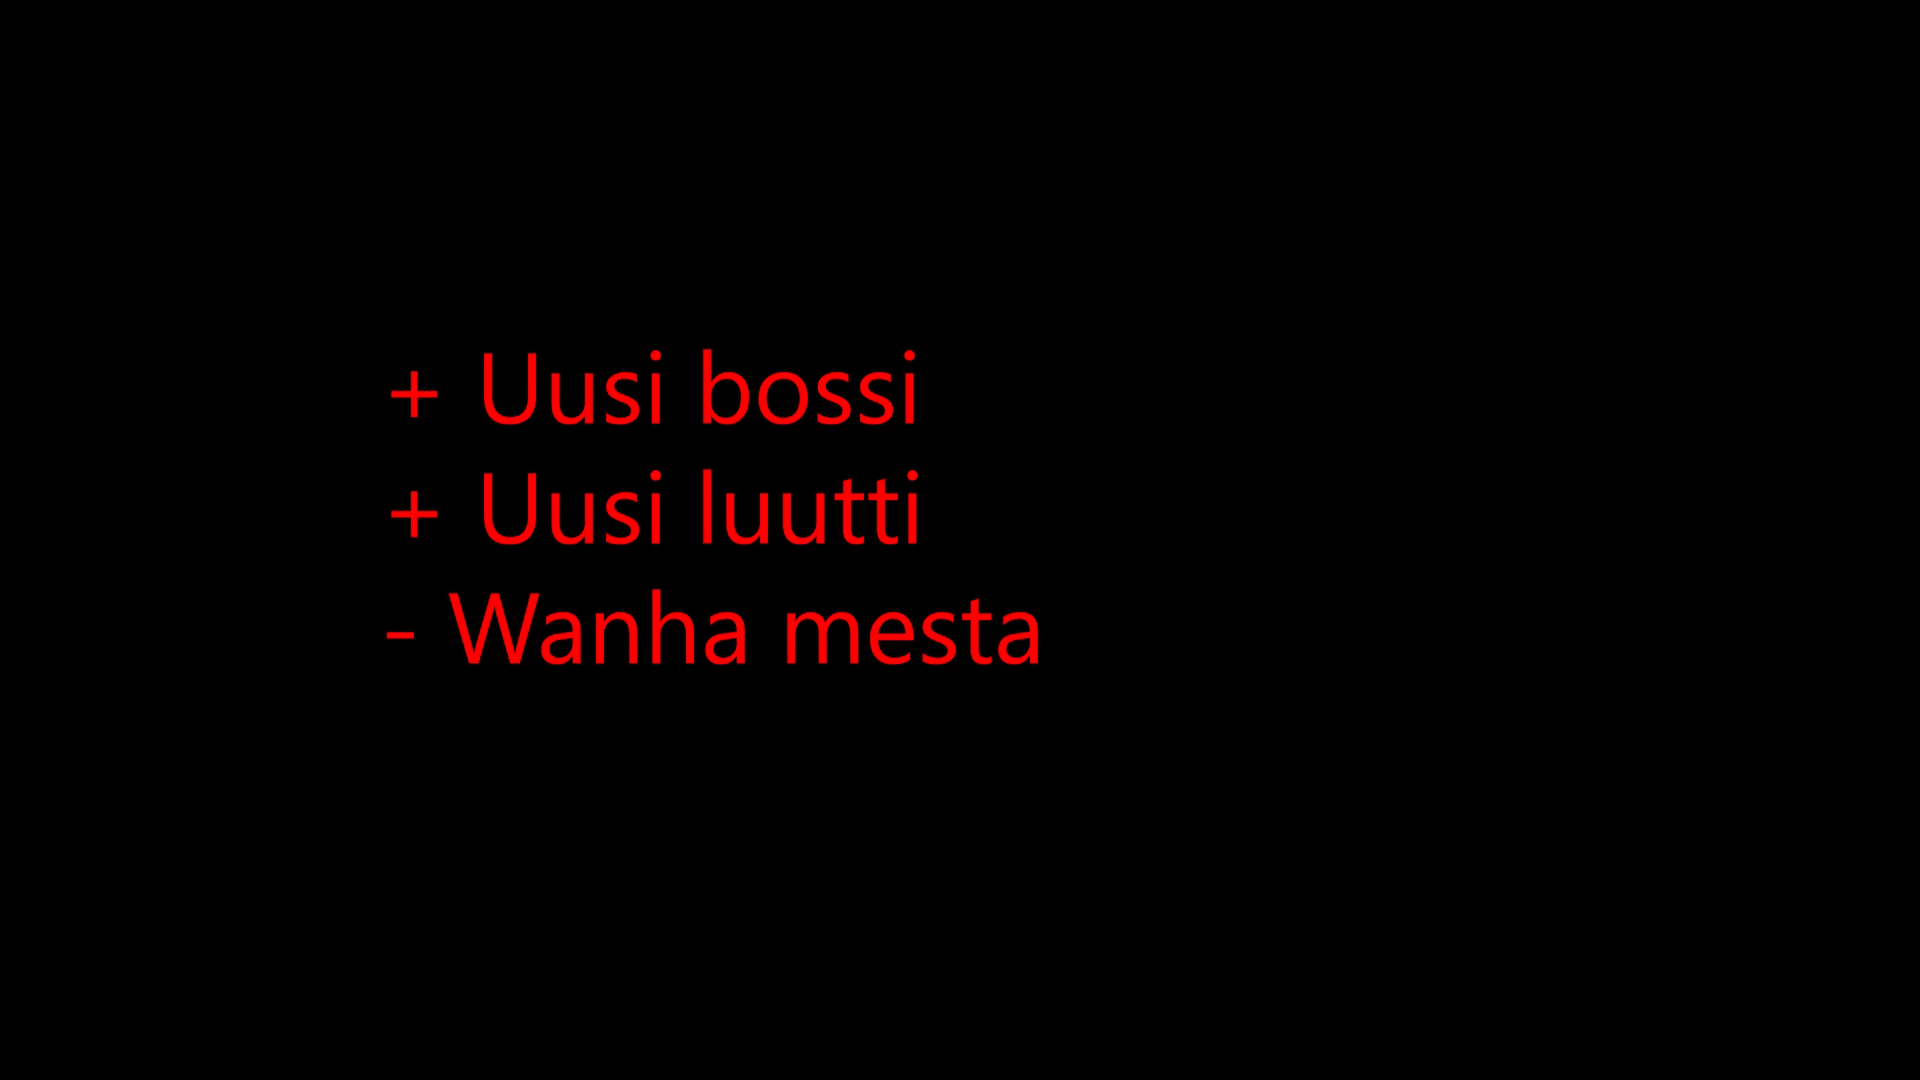 + Uusi bossi
+ Uusi luutti
- Wanha mesta